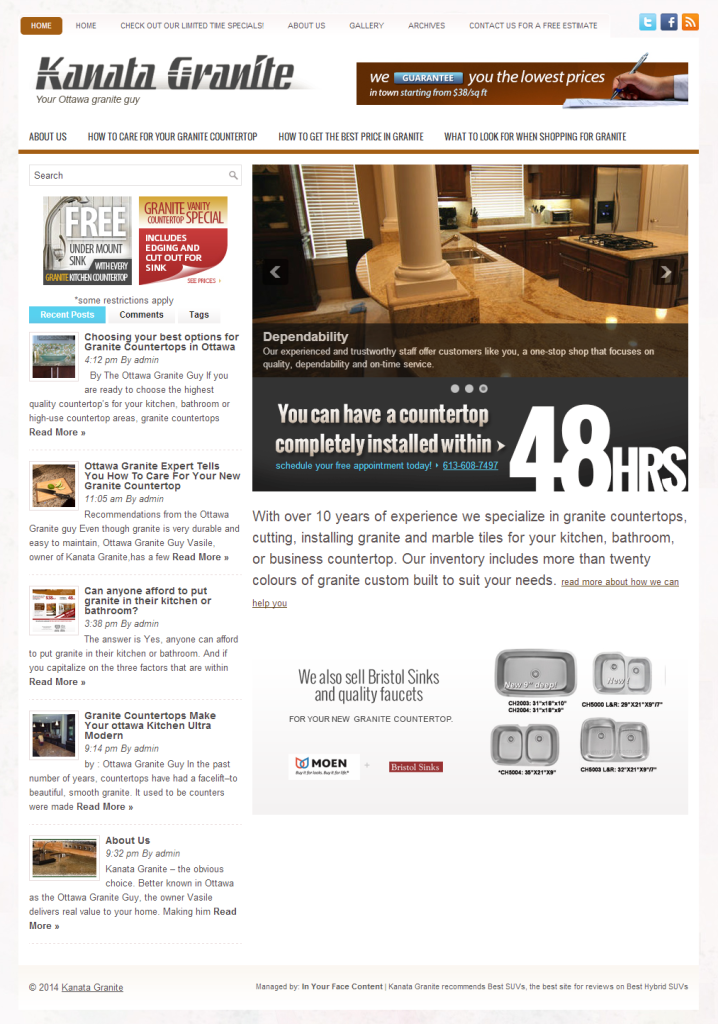 HOME
HOME CHECK OUT OUR LIMITED TIME SPECIALS! ABOUT US GALLERY ARCHIVES CONTACT US FOR A FREE ESTIMATE
Kanata Granite
Your Ottawa granite guy
we GUARANTEE you the lowest prices
in town starting from $38/sq ft
ABOUT US HOW TO CARE FOR YOUR GRANITE COUNTERTOP HOW TO GET THE BEST PRICE IN GRANITE WHAT TO LOOK FOR WHEN SHOPPING FOR GRANITE
Search
FREE
UNDER MOUNT
SINK WITH EVERY
GRANITE KITCHEN COUNTERTOP
GRANITE VANITY
COUNTERTOP SPECIAL
INCLUDES
EDGING AND
CUT OUT FOR
SINK
SEE PRICES
*some restrictions apply
Recent Posts Comments Tags
Choosing your best options for
Granite Countertops in Ottawa
4:12 pm By admin
By The Ottawa Granite Guy If you
are ready to choose the highest
quality countertop's for your kitchen, bathroom or
high-use countertop areas, granite countertops
Read More »
Ottawa Granite Expert Tells
You How To Care For Your New
Granite Countertop
11:05 am By admin
Recommendations from the Ottawa
Granite guy Even though granite is very durable and
easy to maintain, Ottawa Granite Guy Vasile,
owner of Kanata Granite,has a few Read More »
Can anyone afford to put
granite in their kitchen or
bathroom?
3:38 pm By admin
The answer is Yes, anyone can afford
to put granite in their kitchen or bathroom. And if
you capitalize on the three factors that are within
Read More »
Granite Countertops Make
Your ottawa Kitchen Ultra
Modern
9:14 pm By admin
by : Ottawa Granite Guy In the past
number of years, countertops have had a facelift–to
beautiful, smooth granite. It used to be counters
were made Read More »
About Us
9:32 pm By admin
Kanata Granite – the obvious
choice. Better known in Ottawa
as the Ottawa Granite Guy, the owner Vasile
delivers real value to your home. Making him Read
More »
Dependability
Our experienced and trustworthy staff offer customers like you, a one-stop shop that focuses on
quality, dependability and on-time service.
You can have a countertop
completely installed within
48HRS
schedule your free appointment today! 613-608-7497
With over 10 years of experience we specialize in granite countertops,
cutting, installing granite and marble tiles for your kitchen, bathroom,
or business countertop. Our inventory includes more than twenty
colours of granite custom built to suit your needs. read more about how we can
help you
We also sell Bristol Sinks
and quality faucets
FOR YOUR NEW GRANITE COUNTERTOP.
MOEN
Buy it for looks. Buy it for life®
+
Bristol Sinks
New 9" deep!
CH2003: 31"x18"x10"
CH2004: 31"x18"x9"
New!
CH5000 L&R: 29"X21"X9"/7"
*CH5004: 35"X21"X9"
CH5003 L&R: 32"X21"X9"/7"
© 2014 Kanata Granite
Managed by: In Your Face Content | Kanata Granite recommends Best SUVs, the best site for reviews on Best Hybrid SUVs